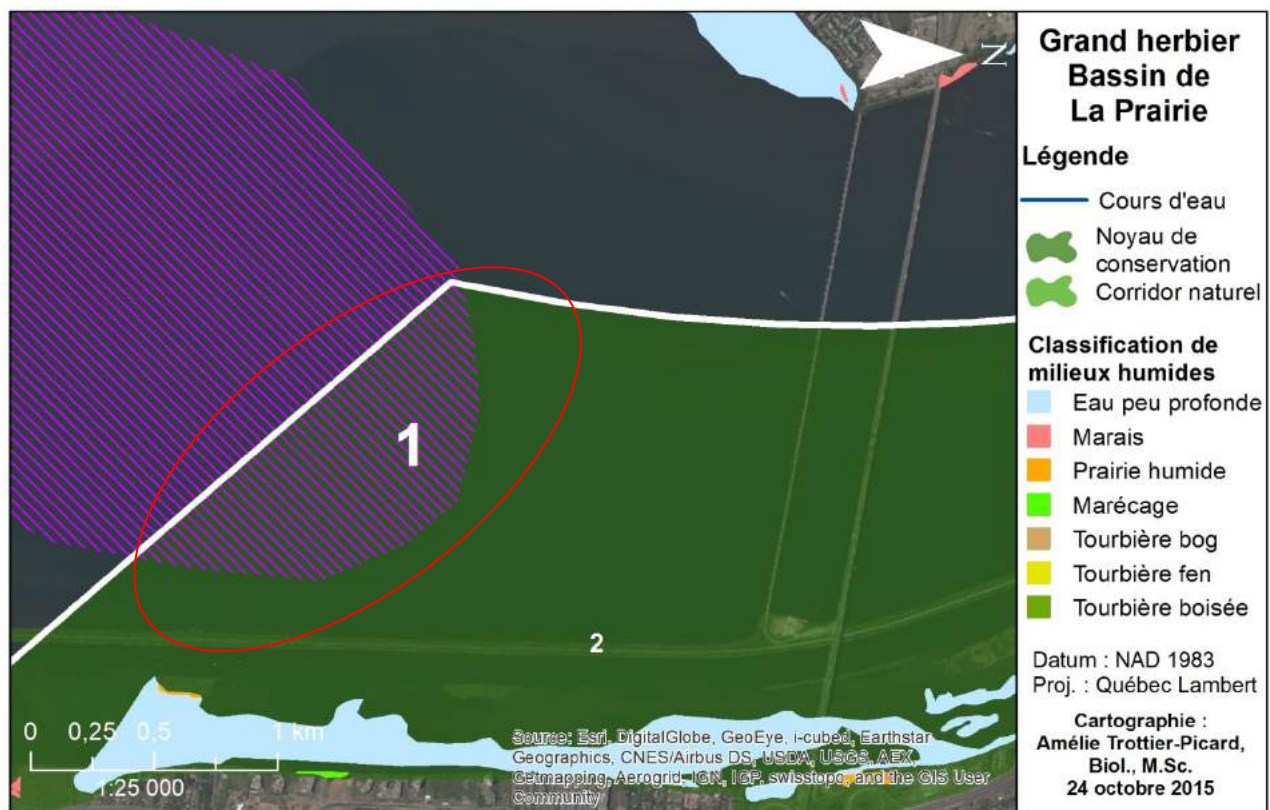 Grand herbier
Bassin de
La Prairie
Légende
Cours d'eau
Noyau de
conservation
Corridor naturel
Classification de
milieux humides
Eau peu profonde
Marais
Prairie humide
Marécage
Tourbière bog
Tourbière fen
Tourbière boisée
Datum : NAD 1983
Proj. : Québec Lambert
Cartographie :
Amélie Trottier-Picard,
Biol., M.Sc.
24 octobre 2015
N
1
2
0 0,25 0,5 1 km
1:25 000
Source: Esri, DigitalGlobe, GeoEye, i-cubed, Earthstar
Geographics, CNES/Airbus DS, USDA, USGS, AEX,
Getmapping, Aerogrid, IGN, IGP, swisstopo, and the GIS User
Community